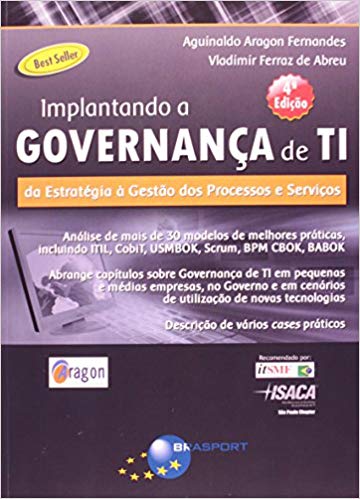 Aguinaldo Aragon Fernandes
Vladimir Ferraz de Abreu
Best Seller
4ª
Edição
Implantando a
GOVERNANÇA de TI
da Estratégia à Gestão dos Processos e Serviços
Análise de mais de 30 modelos de melhores práticas,
incluindo ITIL, CobiT, USMBOK, Scrum, BPM CBOK, BABOK
Abrange capítulos sobre Governança de TI em pequenas
e médias empresas, no Governo e em cenários
de utilização de novas tecnologias
Descrição de vários cases práticos
Recomendado por:
Aragon
itSMF
ISACA
São Paulo Chapter
BRASPORT